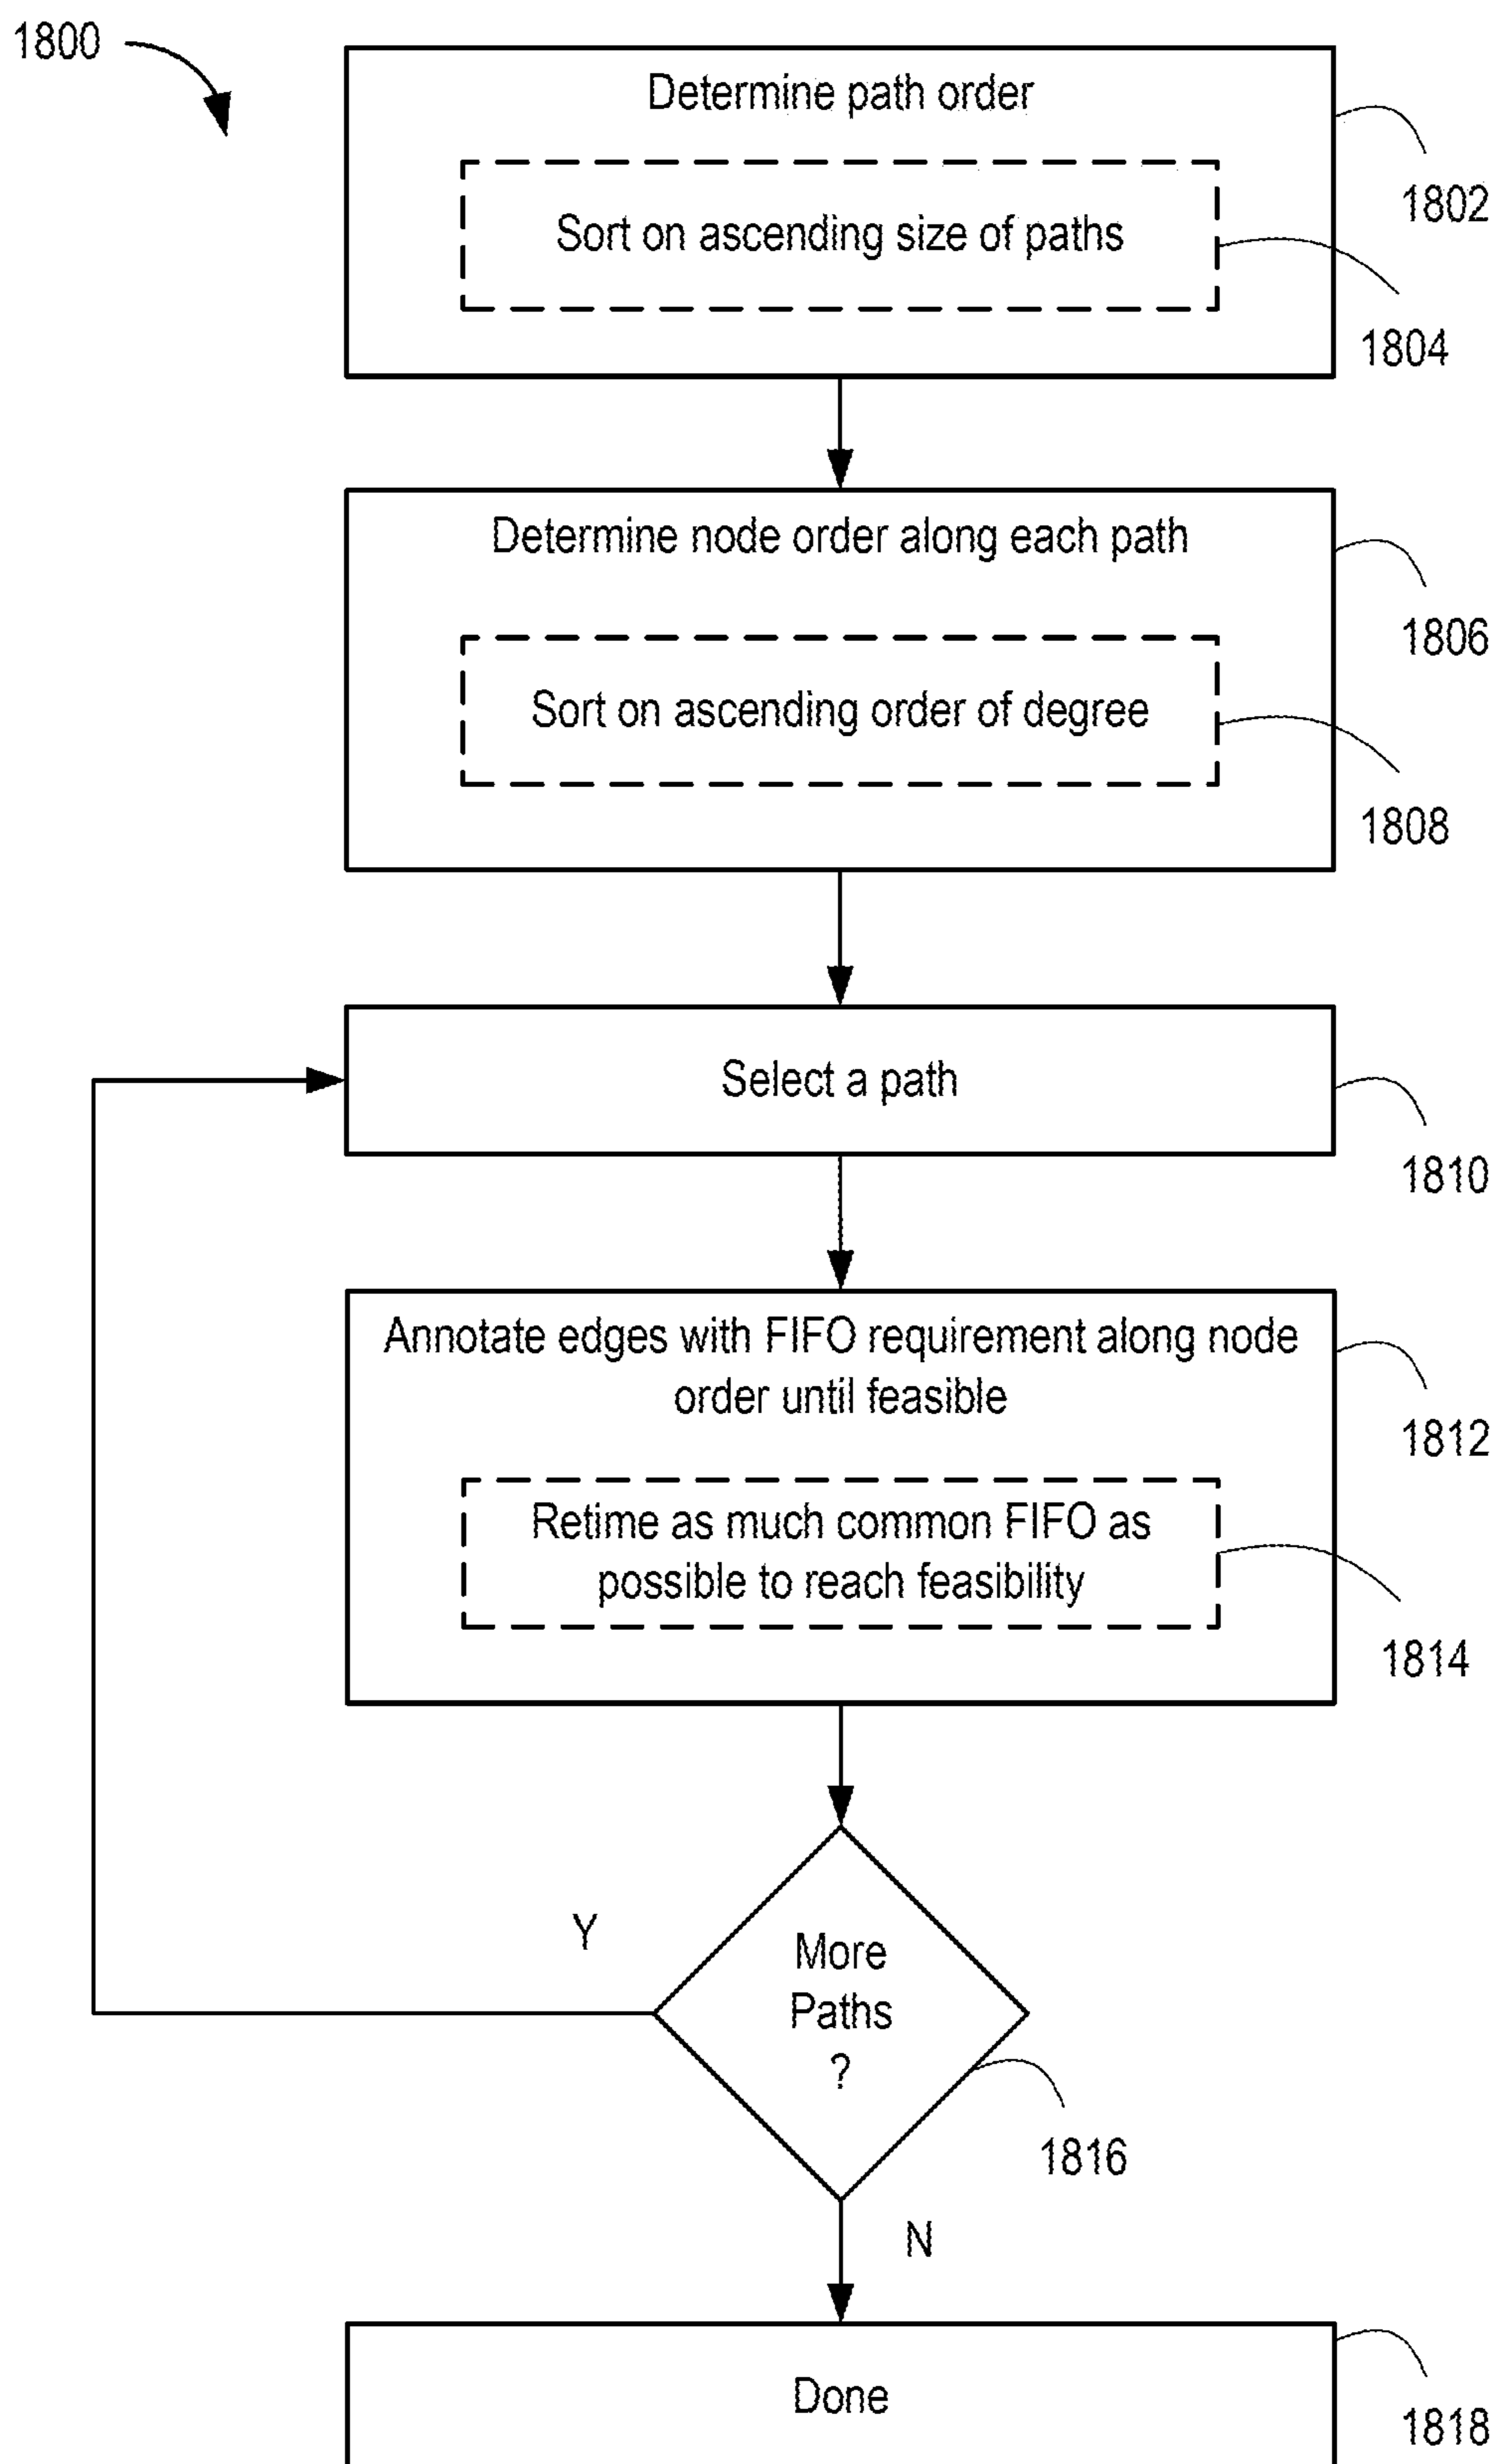 1800
Determine path order
1802
Sort on ascending size of paths
1804
Determine node order along each path
1806
Sort on ascending order of degree
1808
Select a path
1810
Annotate edges with FIFO requirement along node
order until feasible
1812
Retime as much common FIFO as
possible to reach feasibility
1814
Y
More
Paths
?
1816
N
Done
1818